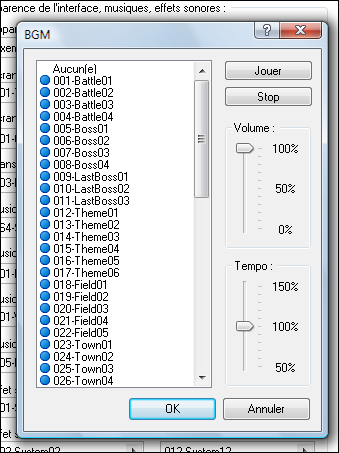 parence de l'interface, musiques, effets sonores :
BGM
Aucun(e)
001-Battle01
002-Battle02
003-Battle03
004-Battle04
005-Boss01
006-Boss02
007-Boss03
008-Boss04
009-LastBoss01
010-LastBoss02
011-LastBoss03
012-Theme01
013-Theme02
014-Theme03
015-Theme04
016-Theme05
017-Theme06
018-Field01
019-Field02
020-Field03
021-Field04
022-Field05
023-Town01
024-Town02
025-Town03
026-Town04
Jouer
Stop
Volume :
100%
50%
0%
Tempo :
150%
100%
50%
OK
Annuler
02-System02
012-System12